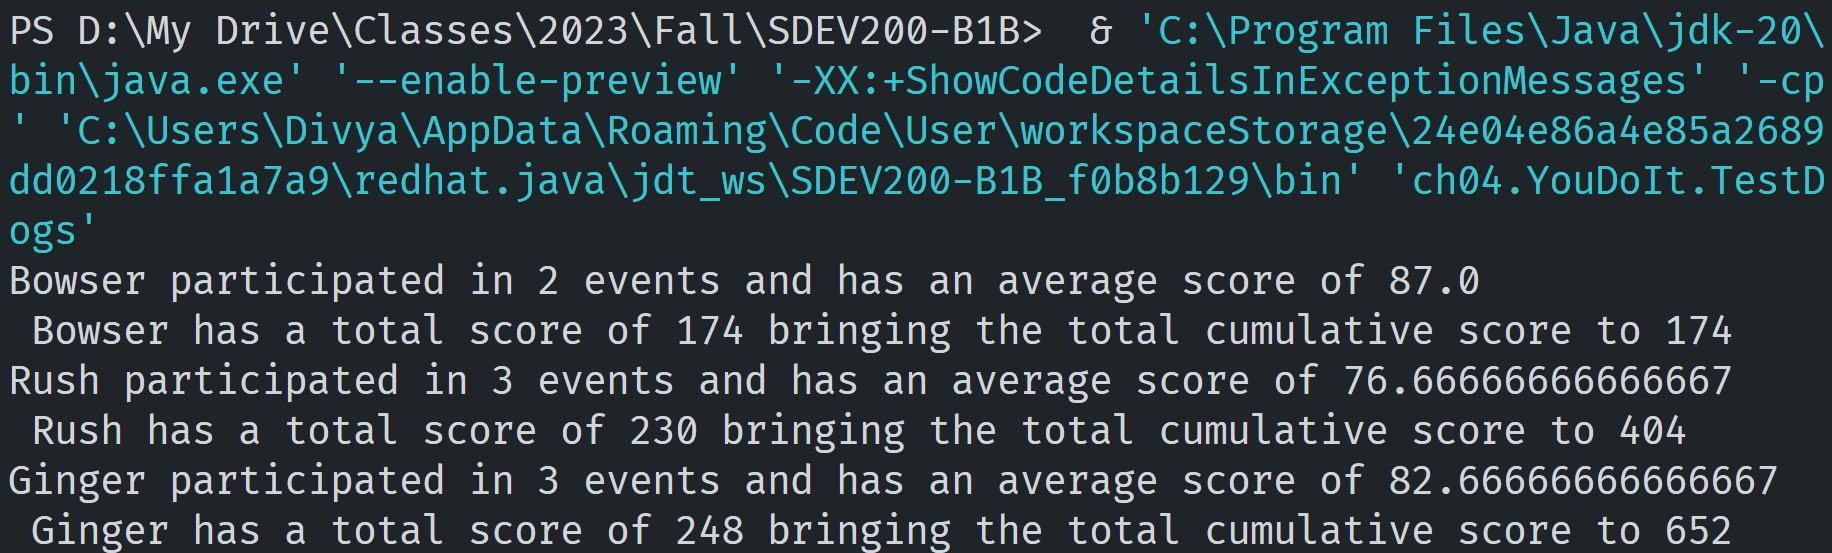 PS D:\My Drive\Classes\2023\Fall\SDEV200-B1B>  & 'C:\Program Files\Java\jdk-20\
bin\java.exe' '--enable-preview' '-XX:+ShowCodeDetailsInExceptionMessages' '-cp
' 'C:\Users\Divya\AppData\Roaming\Code\User\workspaceStorage\24e04e86a4e85a2689
dd0218ffa1a7a9\redhat.java\jdt_ws\SDEV200-B1B_f0b8b129\bin' 'ch04.YouDoIt.TestD
ogs'
Bowser participated in 2 events and has an average score of 87.0
 Bowser has a total score of 174 bringing the total cumulative score to 174
Rush participated in 3 events and has an average score of 76.66666666666667
 Rush has a total score of 230 bringing the total cumulative score to 404
Ginger participated in 3 events and has an average score of 82.66666666666667
 Ginger has a total score of 248 bringing the total cumulative score to 652